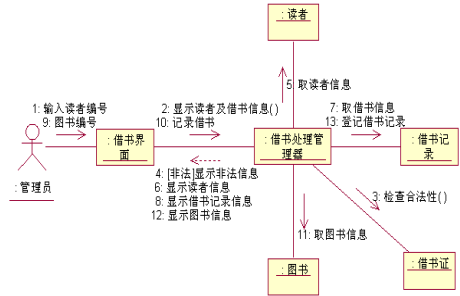 : 读者
5: 取读者信息
1: 输入读者编号
9: 图书编号
2: 显示读者及借书信息( )
10: 记录借书
7: 取借书信息
13: 登记借书记录
: 借书界
面
: 借书处理管
理器
: 借书记
录
: 管理员
4: [非法]显示非法信息
6: 显示读者信息
8: 显示借书记录信息
12: 显示图书信息
3: 检查合法性( )
11: 取图书信息
: 图书
: 借书证